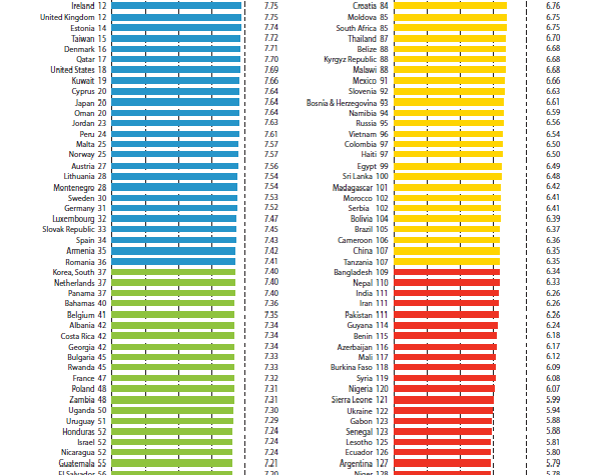 Ireland 12 7.75
United Kingdom 12 7.75
Estonia 14 7.74
Taiwan 15 7.72
Denmark 16 7.71
Qatar 17 7.70
United States 18 7.69
Kuwait 19 7.66
Cyprus 20 7.64
Japan 20 7.64
Oman 20 7.64
Jordan 23 7.63
Peru 24 7.61
Malta 25 7.57
Norway 25 7.57
Austria 27 7.56
Lithuania 28 7.54
Montenegro 28 7.54
Sweden 30 7.53
Germany 31 7.52
Luxembourg 32 7.47
Slovak Republic 33 7.45
Spain 34 7.43
Armenia 35 7.42
Romania 36 7.41
Korea, South 37 7.40
Netherlands 37 7.40
Panama 37 7.40
Bahamas 40 7.36
Belgium 41 7.35
Albania 42 7.34
Costa Rica 42 7.34
Georgia 42 7.34
Bulgaria 45 7.33
Rwanda 45 7.33
France 47 7.32
Poland 48 7.31
Zambia 48 7.31
Uganda 50 7.30
Uruguay 51 7.29
Honduras 52 7.24
Israel 52 7.24
Nicaragua 52 7.24
Guatemala 55 7.21
El Salvador 56 7.20
Croatia 84 6.76
Moldova 85 6.75
South Africa 85 6.75
Thailand 87 6.70
Belize 88 6.68
Kyrgyz Republic 88 6.68
Malawi 88 6.68
Mexico 91 6.66
Slovenia 92 6.63
Bosnia & Herzegovina 93 6.61
Namibia 94 6.59
Russia 95 6.56
Vietnam 96 6.54
Colombia 97 6.50
Haiti 97 6.50
Egypt 99 6.49
Sri Lanka 100 6.48
Madagascar 101 6.42
Morocco 102 6.41
Serbia 102 6.41
Bolivia 104 6.39
Brazil 105 6.37
Cameroon 106 6.36
China 107 6.35
Tanzania 107 6.35
Bangladesh 109 6.34
Nepal 110 6.33
India 111 6.26
Iran 111 6.26
Pakistan 111 6.26
Guyana 114 6.24
Benin 115 6.18
Azerbaijan 116 6.17
Mali 117 6.12
Burkina Faso 118 6.09
Syria 119 6.08
Nigeria 120 6.07
Sierra Leone 121 5.99
Ukraine 122 5.94
Gabon 123 5.88
Senegal 123 5.88
Lesotho 125 5.81
Ecuador 126 5.80
Argentina 127 5.79
Niger 128 5.78